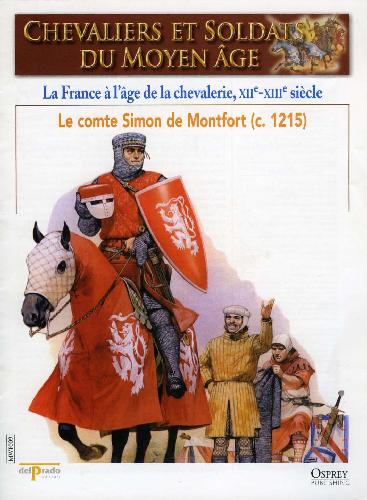 CHEVALIERS ET SOLDATS
DU MOYEN ÂGE
La France à l'âge de la chevalerie, XIIe-XIIIe siècle
Le comte Simon de Montfort (c. 1215)
delPrado
OSPREY
PUBLISHING